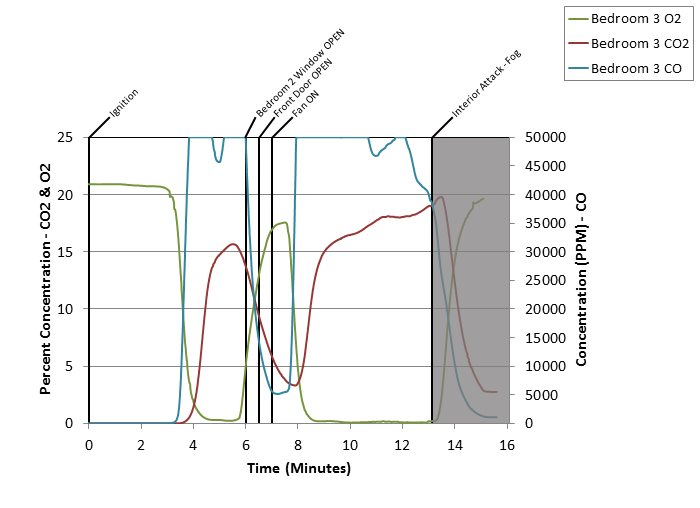 Bedroom 3 O2
Bedroom 3 CO2
Bedroom 3 CO
Ignition
Bedroom 2 Window OPEN
Front Door OPEN
Fan ON
Interior Attack - Fog
25
20
15
10
5
0
Percent Concentration - CO2 & O2
50000
45000
40000
35000
30000
25000
20000
15000
10000
5000
0
Concentration (PPM) - CO
0 2 4 6 8 10 12 14 16
Time (Minutes)